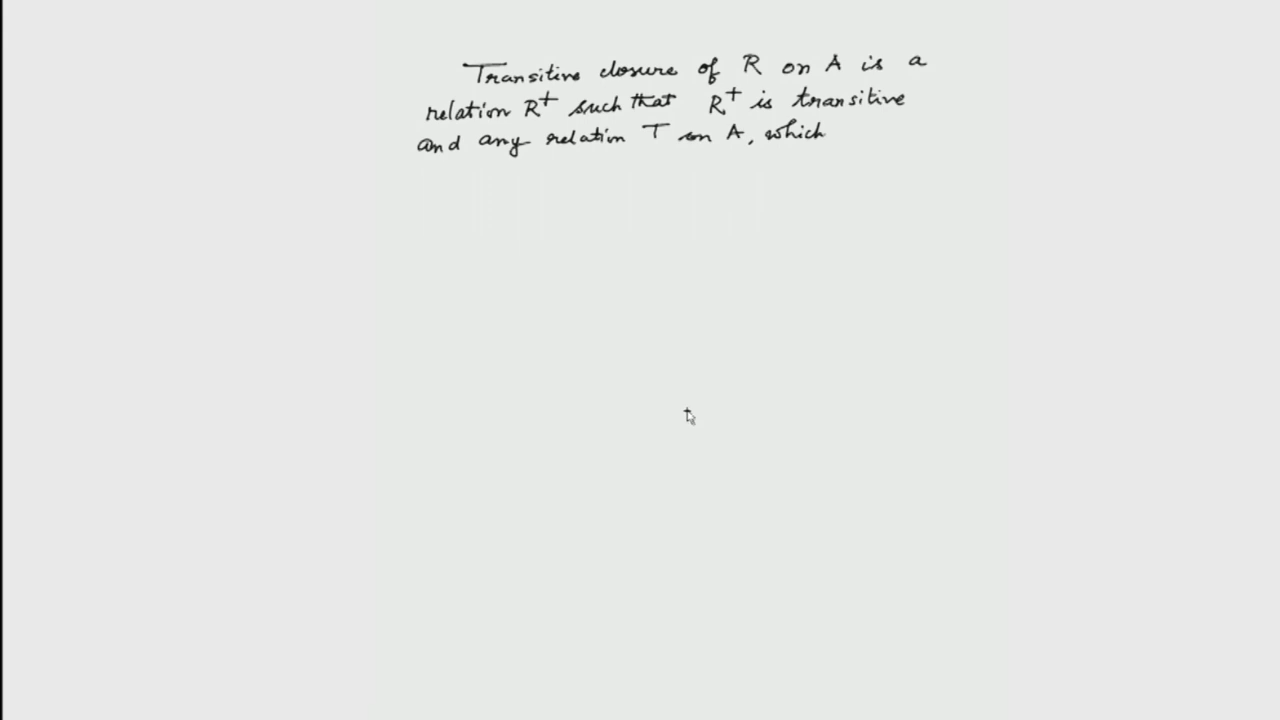 Transitive closure of R on A is a
relation R⁺ such that R⁺ is transitive
and any relation T on A, which